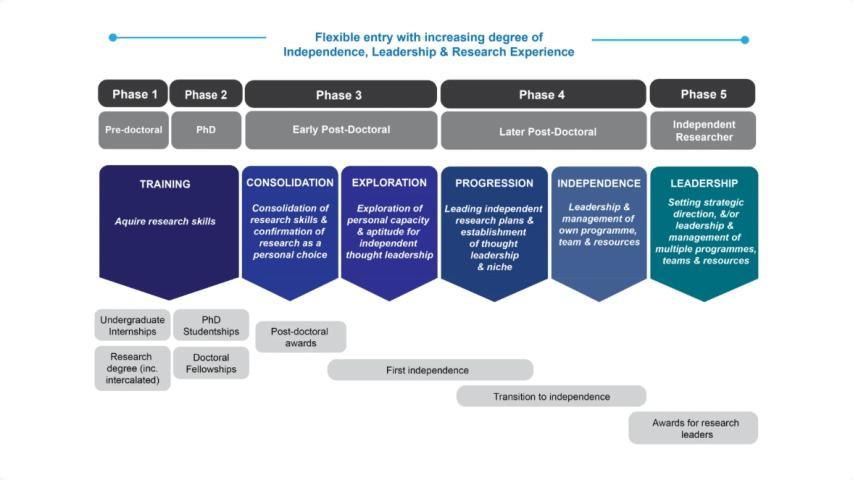 Flexible entry with increasing degree of
Independence, Leadership & Research Experience
Phase 1
Phase 2
Phase 3
Phase 4
Phase 5
Pre-doctoral
PhD
Early Post-Doctoral
Later Post-Doctoral
Independent
Researcher
TRAINING
Aquire research skills
CONSOLIDATION
Consolidation of
research skills &
confirmation of
research as a
personal choice
EXPLORATION
Exploration of
personal capacity
& aptitude for
independent
thought leadership
PROGRESSION
Leading independent
research plans &
establishment
of thought
leadership
& niche
INDEPENDENCE
Leadership &
management of
own programme,
team & resources
LEADERSHIP
Setting strategic
direction, &/or
leadership &
management of
multiple programmes,
teams & resources
Undergraduate
Internships
PhD
Studentships
Post-doctoral
awards
Research
degree (inc.
intercalated)
Doctoral
Fellowships
First independence
Transition to independence
Awards for research
leaders